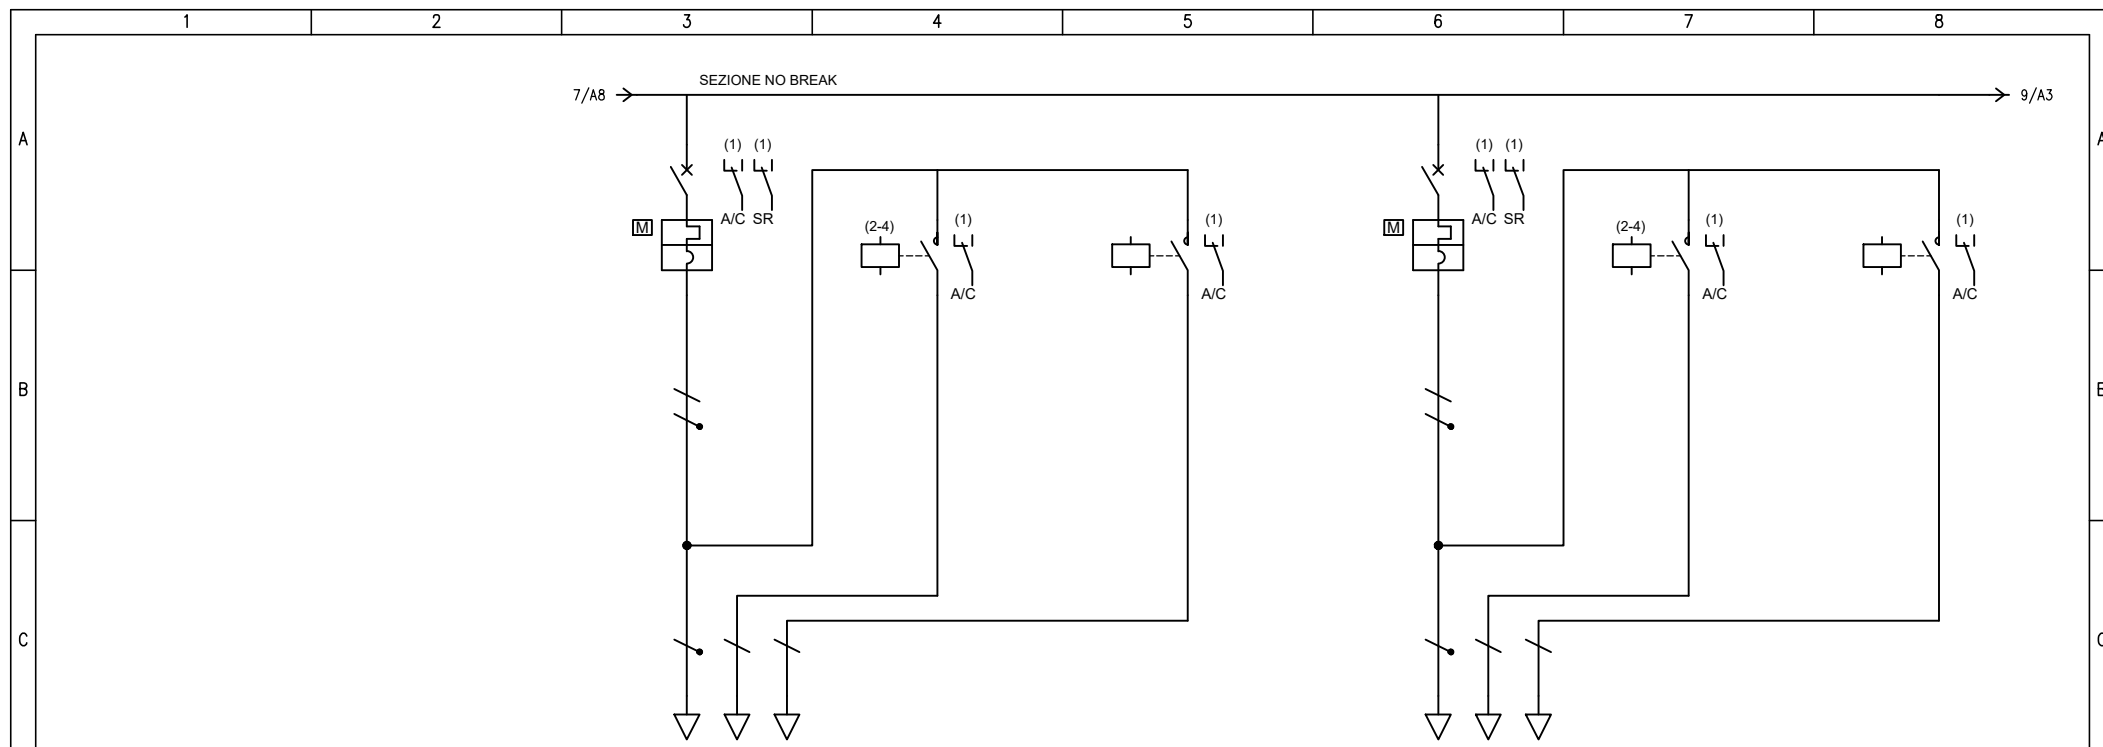 1 2 3 4 5 6 7 8
SEZIONE NO BREAK
7/A8 9/A3
A A
(1) (1) (1) (1)
A/C SR A/C SR
M (2-4) (1) (1) M (2-4) (1) (1)
A/C A/C A/C A/C
B B
C C